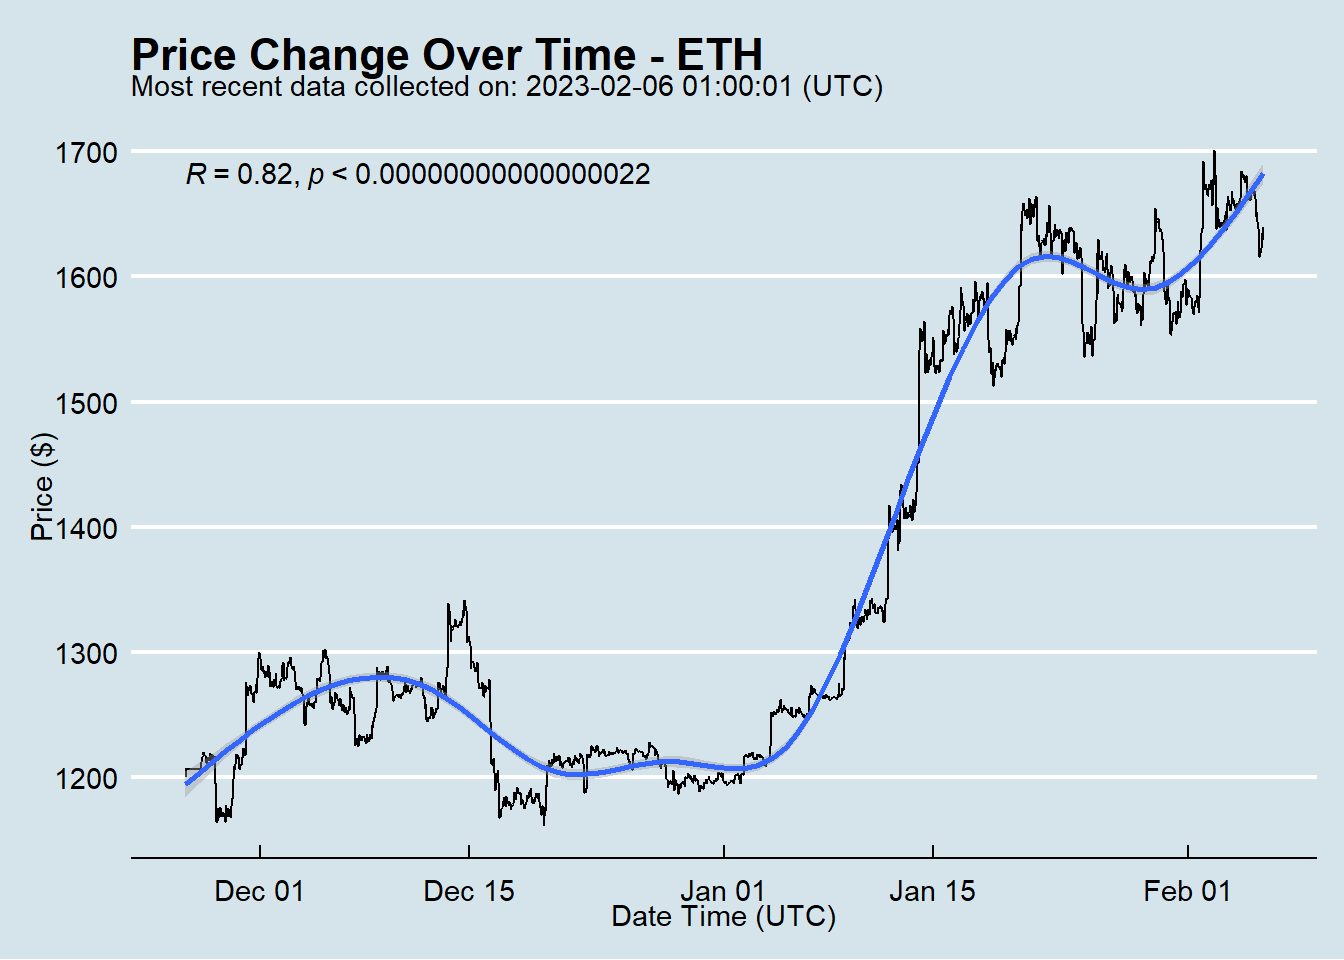 Price Change Over Time - ETH
Most recent data collected on: 2023-02-06 01:00:01 (UTC)
R = 0.82, p < 0.00000000000000022
1700
1600
1500
1400
1300
1200
Price ($)
Dec 01 Dec 15 Jan 01 Jan 15 Feb 01
Date Time (UTC)